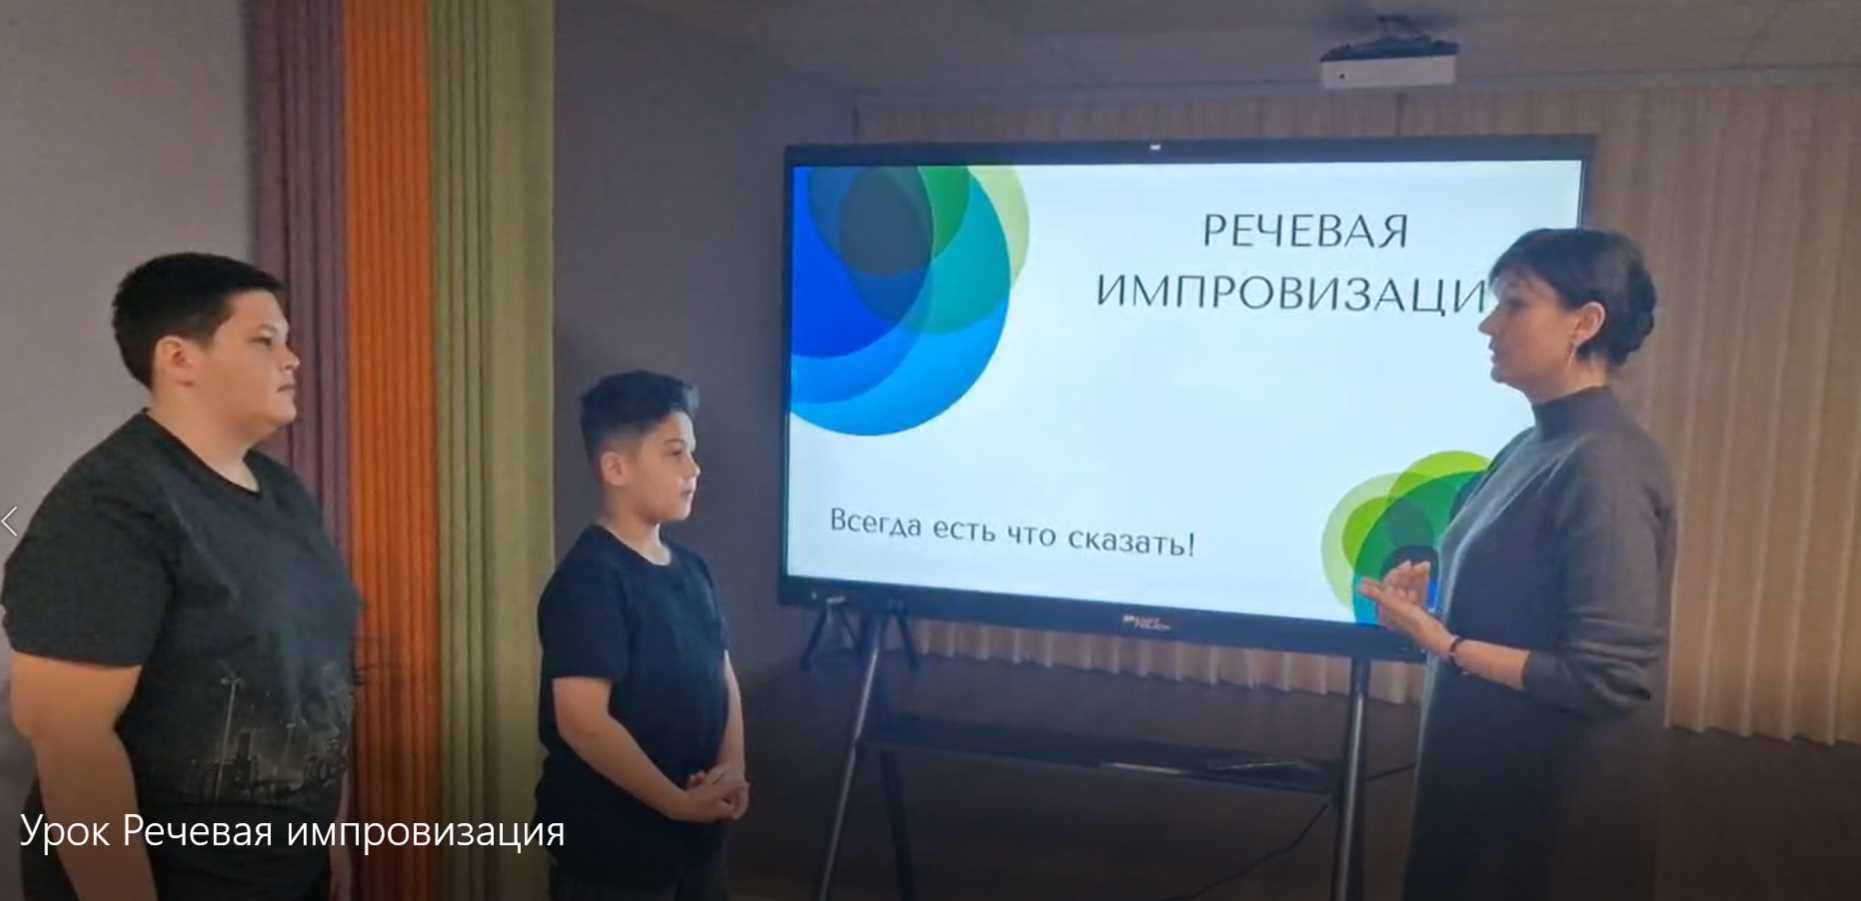 РЕЧЕВАЯ
ИМПРОВИЗАЦИ
Всегда есть что сказать!
Урок Речевая импровизация